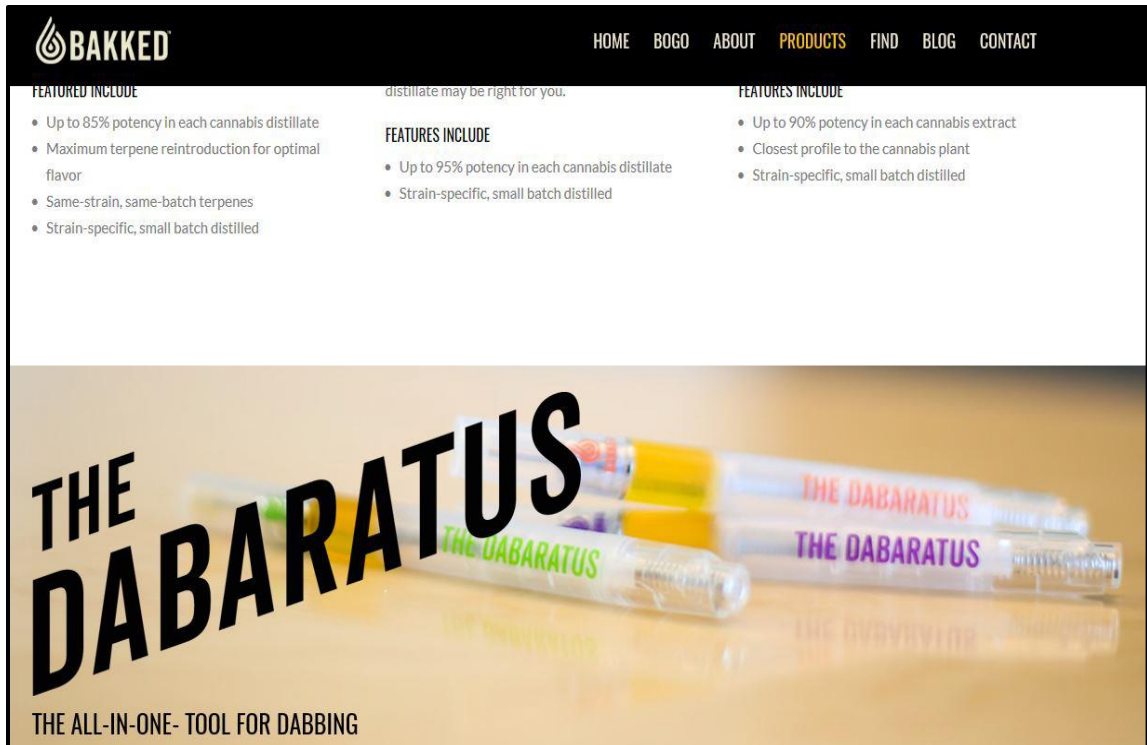 BAKKED
HOME BOGO ABOUT PRODUCTS FIND BLOG CONTACT
FEATURED INCLUDE
Up to 85% potency in each cannabis distillate
Maximum terpene reintroduction for optimal
flavor
Same-strain, same-batch terpenes
Strain-specific, small batch distilled
distillate may be right for you.
FEATURES INCLUDE
Up to 95% potency in each cannabis distillate
Strain-specific, small batch distilled
FEATURES INCLUDE
Up to 90% potency in each cannabis extract
Closest profile to the cannabis plant
Strain-specific, small batch distilled
THE
DABARATUS
THE DABARATUS
THE DABARATUS
THE DABARATUS
THE ALL-IN-ONE- TOOL FOR DABBING